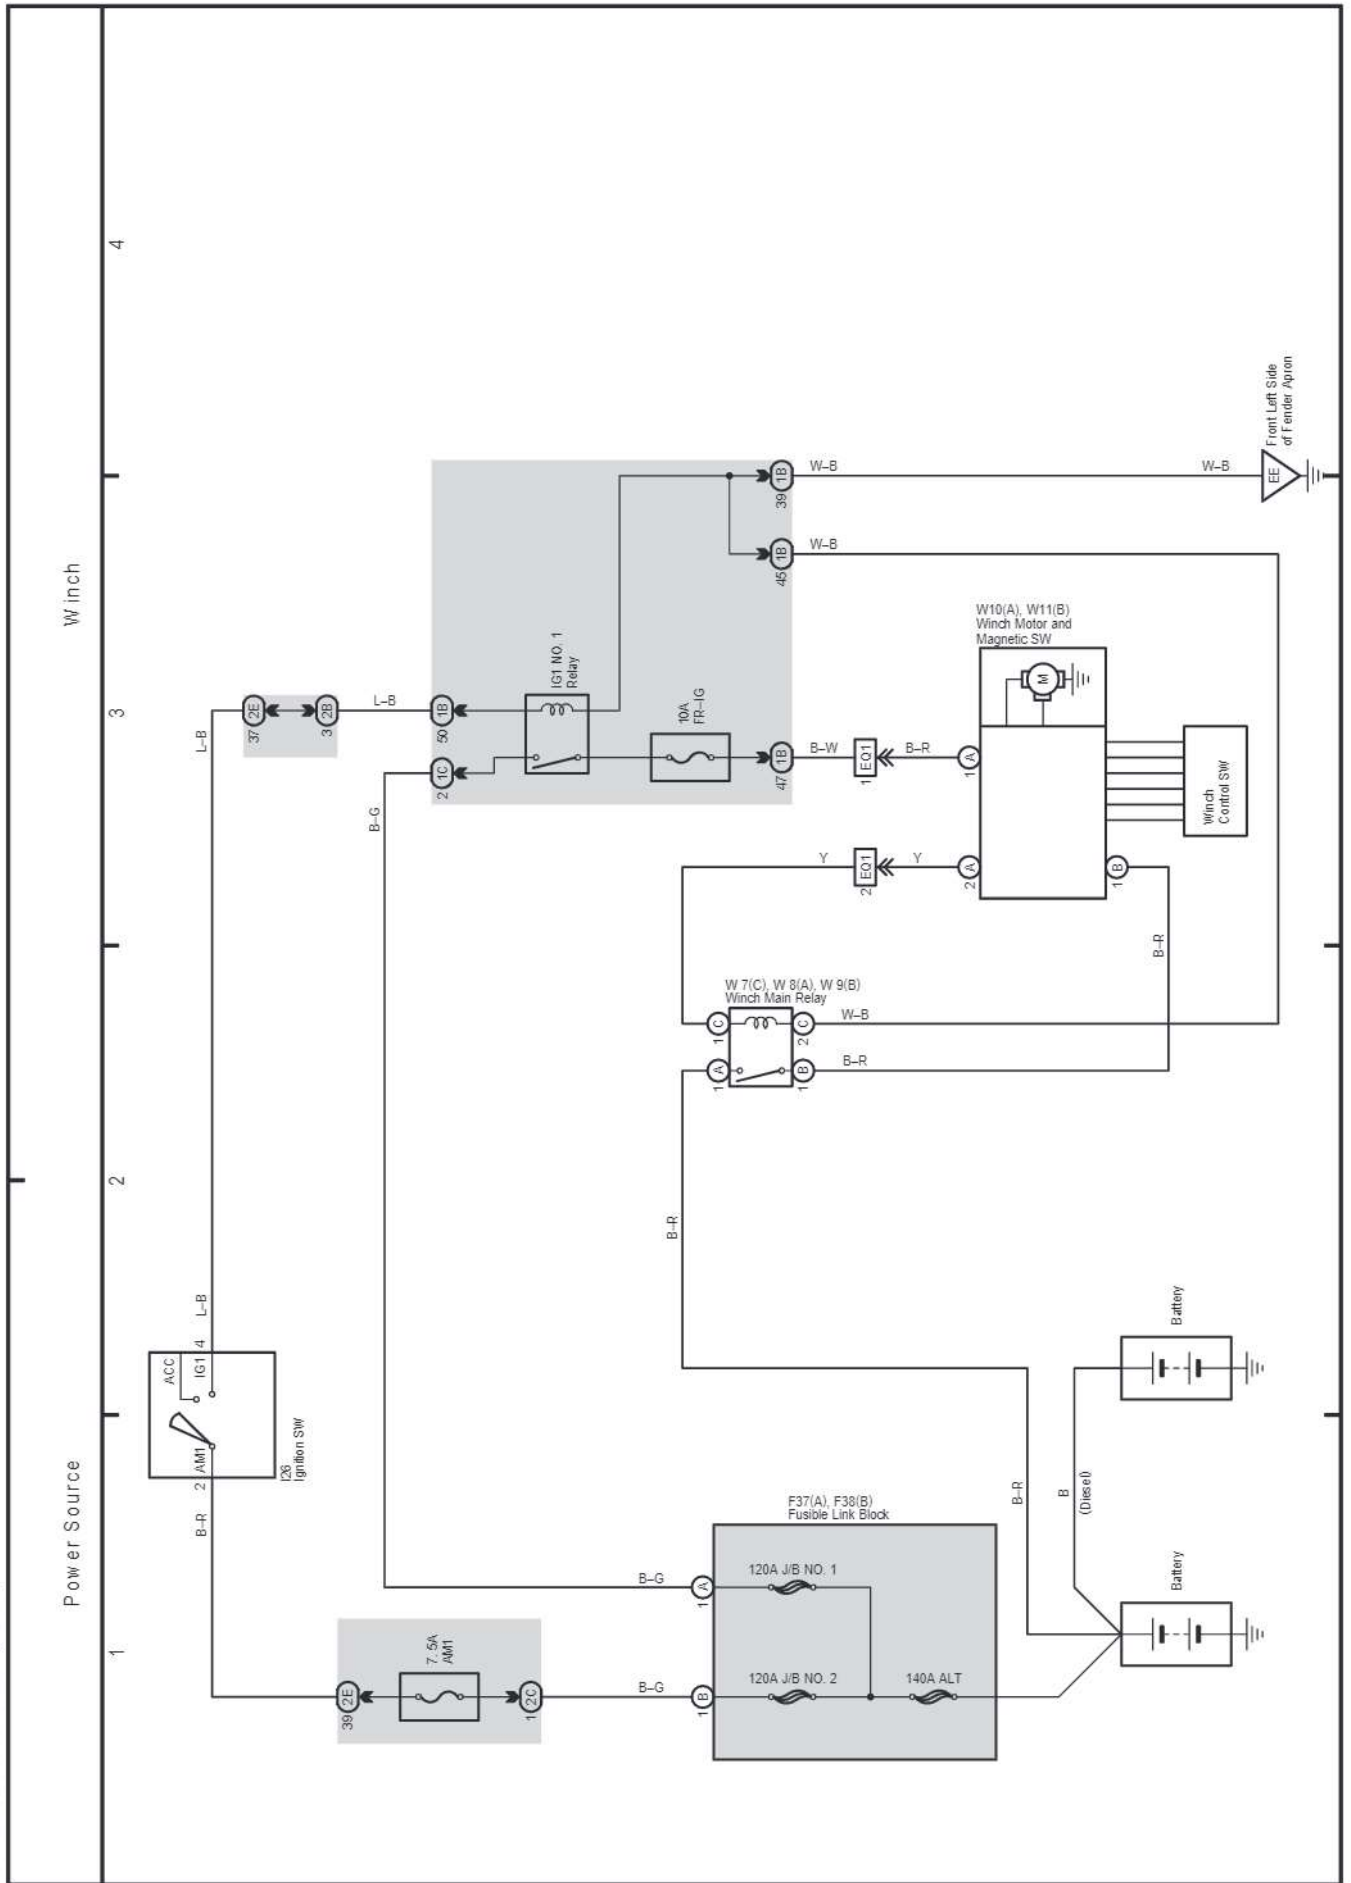 Power Source
Winch
1
2
3
4
B–R
2 AM1
ACC
IG1 4
L–B
I26
Ignition SW
L–B
37 2E
3 2B
L–B
39 2E
7. 5A
AM1
1 2C
B–G
B–G
B–G
2 1C
50 1B
IG1 NO. 1
Relay
10A
FR–IG
47 1B
45 1B
39 1B
W–B
W–B
W–B
Front Left Side
of Fender Apron
EE
B–W
1 EQ1
B–R
1 A
Y
2 EQ1
Y
2 A
W10(A), W11(B)
Winch Motor and
Magnetic SW
M
Winch
Control SW
1 B
B–R
W 7(C), W 8(A), W 9(B)
Winch Main Relay
1 C
2 C
W–B
1 A
1 B
B–R
B–R
F37(A), F38(B)
Fusible Link Block
1 A
120A J/B NO. 1
1 B
120A J/B NO. 2
140A ALT
B–R
B
(Diesel)
Battery
Battery